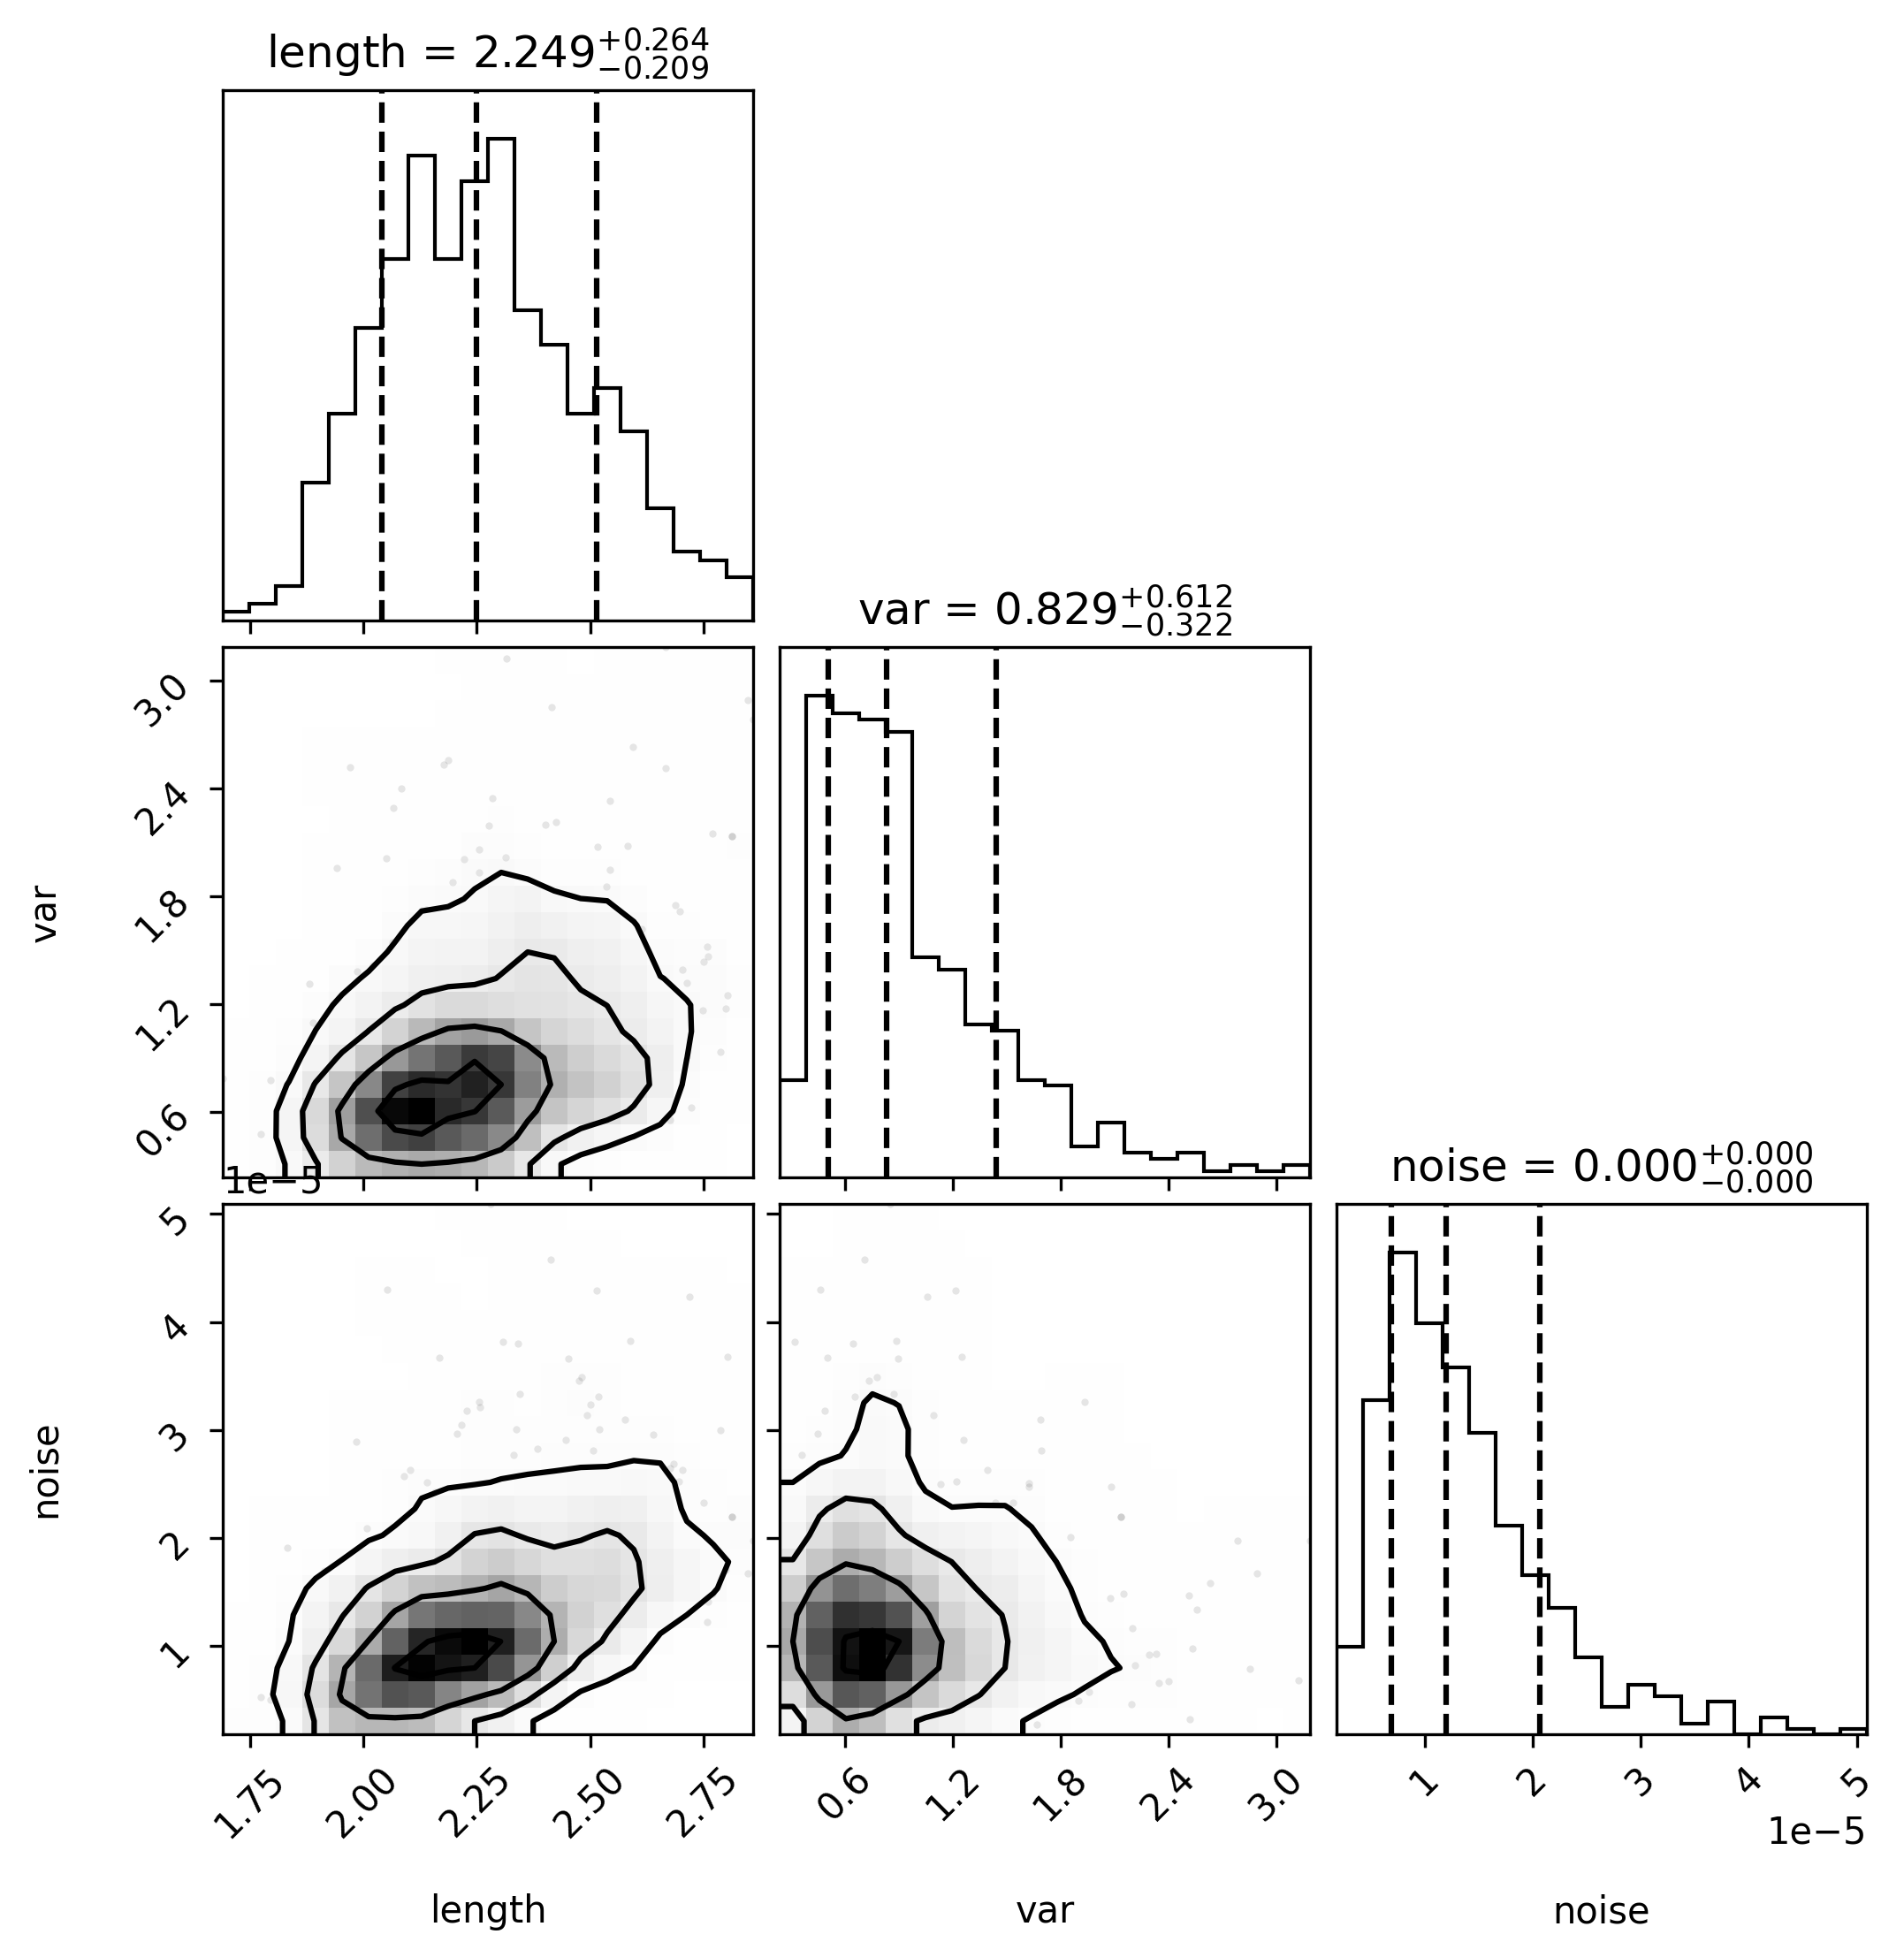 length = 2.249+0.264−0.209
var = 0.829+0.612−0.322
3.0
2.4
1.8
1.2
0.6
var
noise = 0.000+0.000−0.000
1e−5
5
4
3
2
1
noise
1.75 2.00 2.25 2.50 2.75
0.6 1.2 1.8 2.4 3.0
1 2 3 4 5
1e−5
length
var
noise